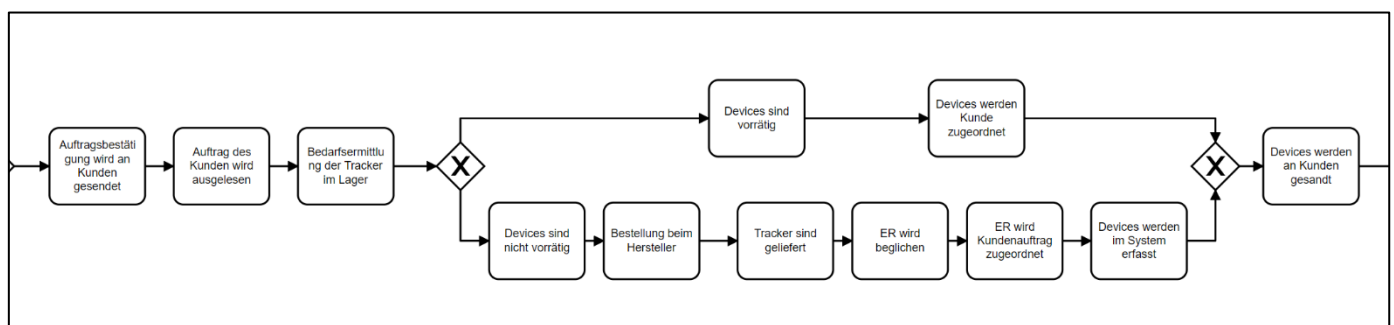 Auftragsbestäti
gung wird an
Kunden
gesendet
Auftrag des
Kunden wird
ausgelesen
Bedarfsermittlu
ng der Tracker
im Lager
X
Devices sind
vorrätig
Devices werden
Kunde
zugeordnet
Devices sind
nicht vorrätig
Bestellung beim
Hersteller
Tracker sind
geliefert
ER wird
beglichen
ER wird
Kundenauftrag
zugeordnet
Devices werden
im System
erfasst
X
Devices werden
an Kunden
gesandt